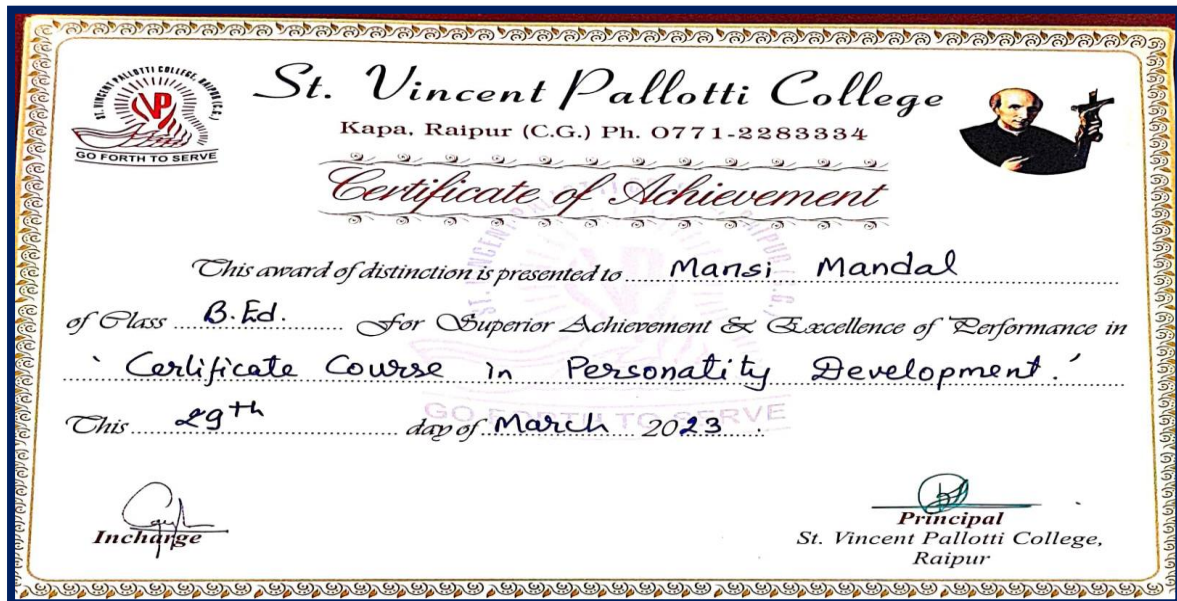 St. Vincent Pallotti College
Kapa, Raipur (C.G.) Ph. 0771-2283334
ST. VINCENT PALLOTTI COLLEGE, RAIPUR (C.G.)
VP
GO FORTH TO SERVE
Certificate of Achievement
This award of distinction is presented to Mansi Mandal
of Class B.Ed. For Superior Achievement & Excellence of Performance in
'Certificate Course in Personality Development.'
This 29th day of March 2023.
GO FORTH TO SERVE
Incharge
Principal
St. Vincent Pallotti College,
Raipur